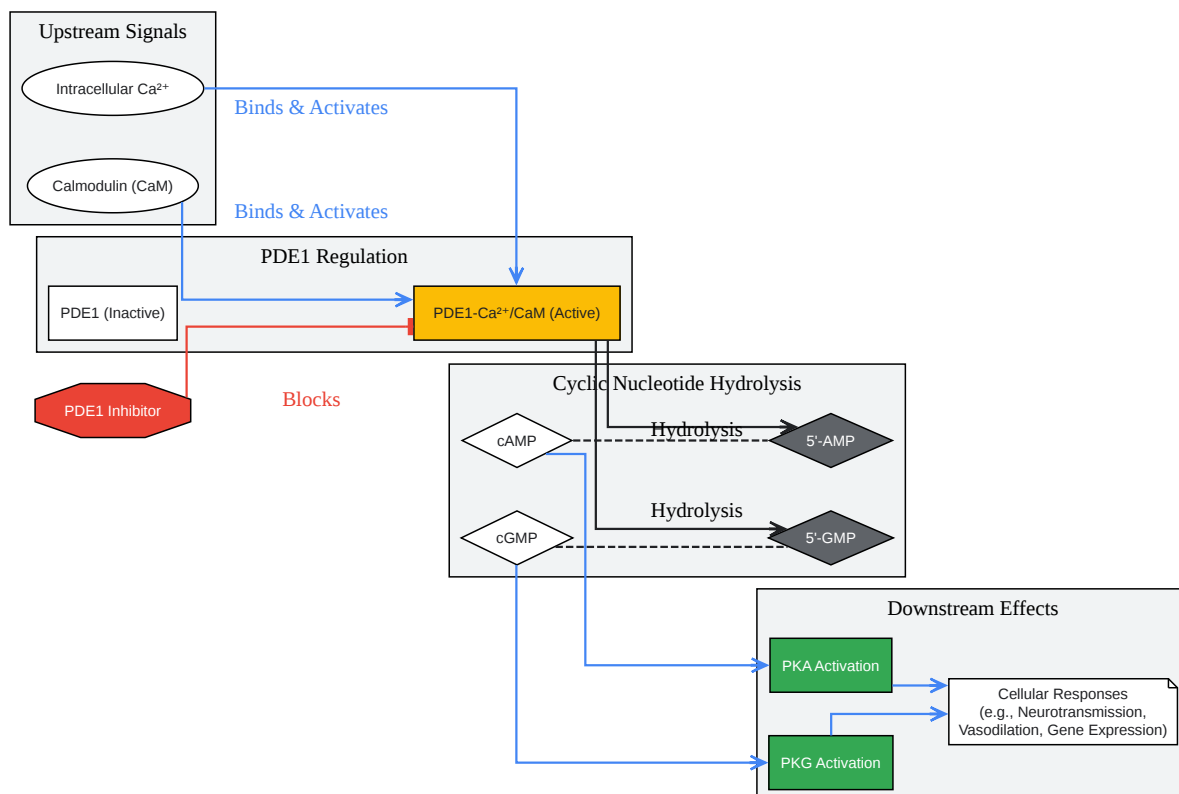 Upstream Signals
Intracellular Ca²⁺
Binds & Activates
Calmodulin (CaM)
Binds & Activates
PDE1 Regulation
PDE1 (Inactive)
PDE1-Ca²⁺/CaM (Active)
PDE1 Inhibitor
Blocks
Cyclic Nucleotide Hydrolysis
cAMP
Hydrolysis
5'-AMP
Hydrolysis
cGMP
5'-GMP
Downstream Effects
PKA Activation
Cellular Responses
(e.g., Neurotransmission,
Vasodilation, Gene Expression)
PKG Activation